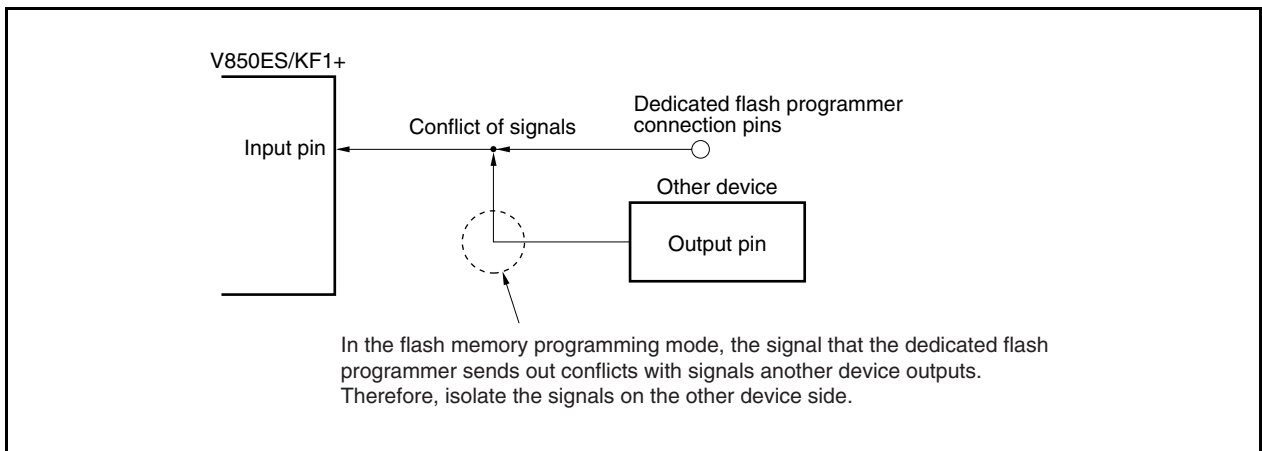 V850ES/KF1+
Dedicated flash programmer
connection pins
Conflict of signals
Input pin
Other device
Output pin
In the flash memory programming mode, the signal that the dedicated flash
programmer sends out conflicts with signals another device outputs.
Therefore, isolate the signals on the other device side.